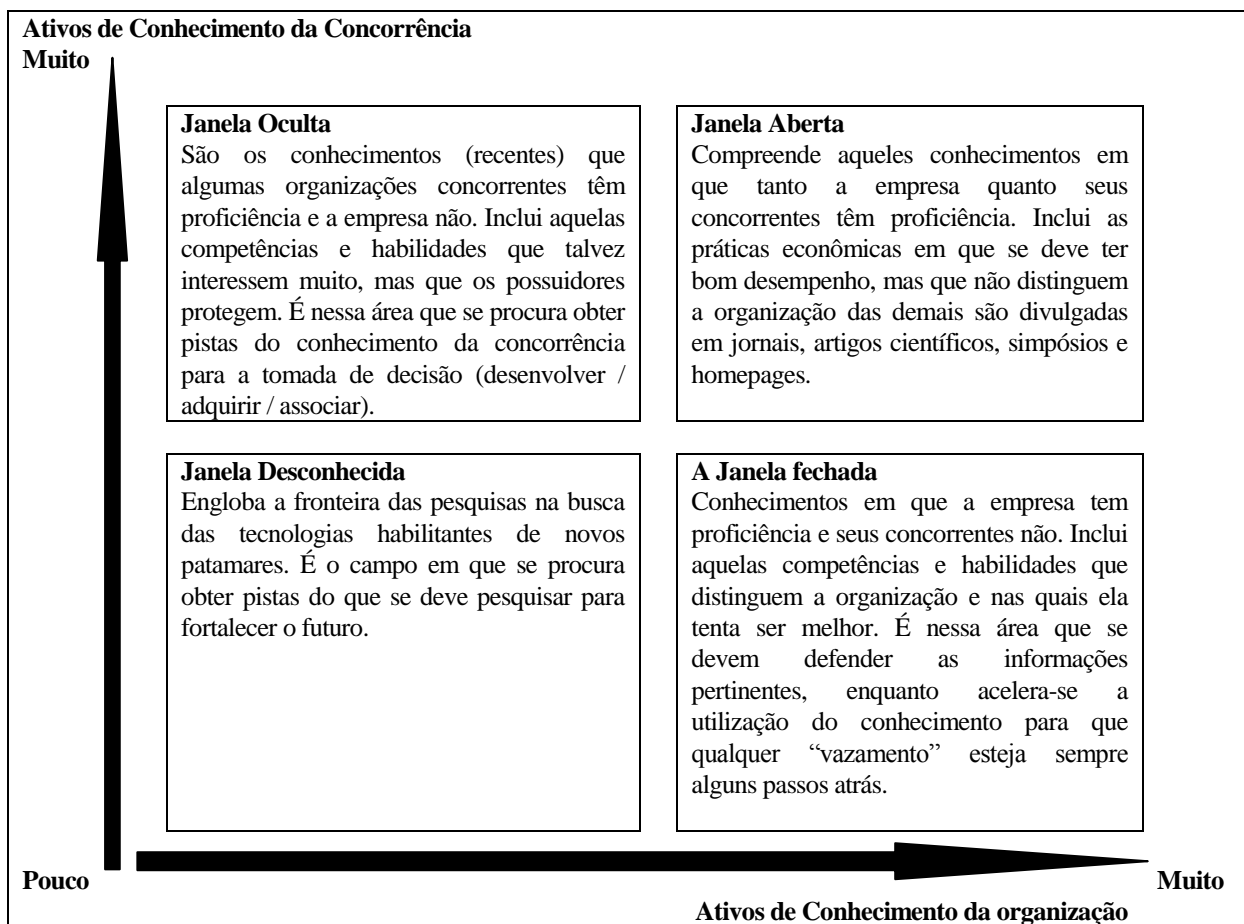 Ativos de Conhecimento da Concorrência
Muito
Janela Oculta
São os conhecimentos (recentes) que
algumas organizações concorrentes têm
proficiência e a empresa não. Inclui aquelas
competências e habilidades que talvez
interessem muito, mas que os possuidores
protegem. É nessa área que se procura obter
pistas do conhecimento da concorrência
para a tomada de decisão (desenvolver /
adquirir / associar).
Janela Aberta
Compreende aqueles conhecimentos em
que tanto a empresa quanto seus
concorrentes têm proficiência. Inclui as
práticas econômicas em que se deve ter
bom desempenho, mas que não distinguem
a organização das demais são divulgadas
em jornais, artigos científicos, simpósios e
homepages.
Janela Desconhecida
Engloba a fronteira das pesquisas na busca
das tecnologias habilitantes de novos
patamares. É o campo em que se procura
obter pistas do que se deve pesquisar para
fortalecer o futuro.
A Janela fechada
Conhecimentos em que a empresa tem
proficiência e seus concorrentes não. Inclui
aquelas competências e habilidades que
distinguem a organização e nas quais ela
tenta ser melhor. É nessa área que se
devem defender as informações
pertinentes, enquanto acelera-se a
utilização do conhecimento para que
qualquer “vazamento” esteja sempre
alguns passos atrás.
Pouco
Muito
Ativos de Conhecimento da organização